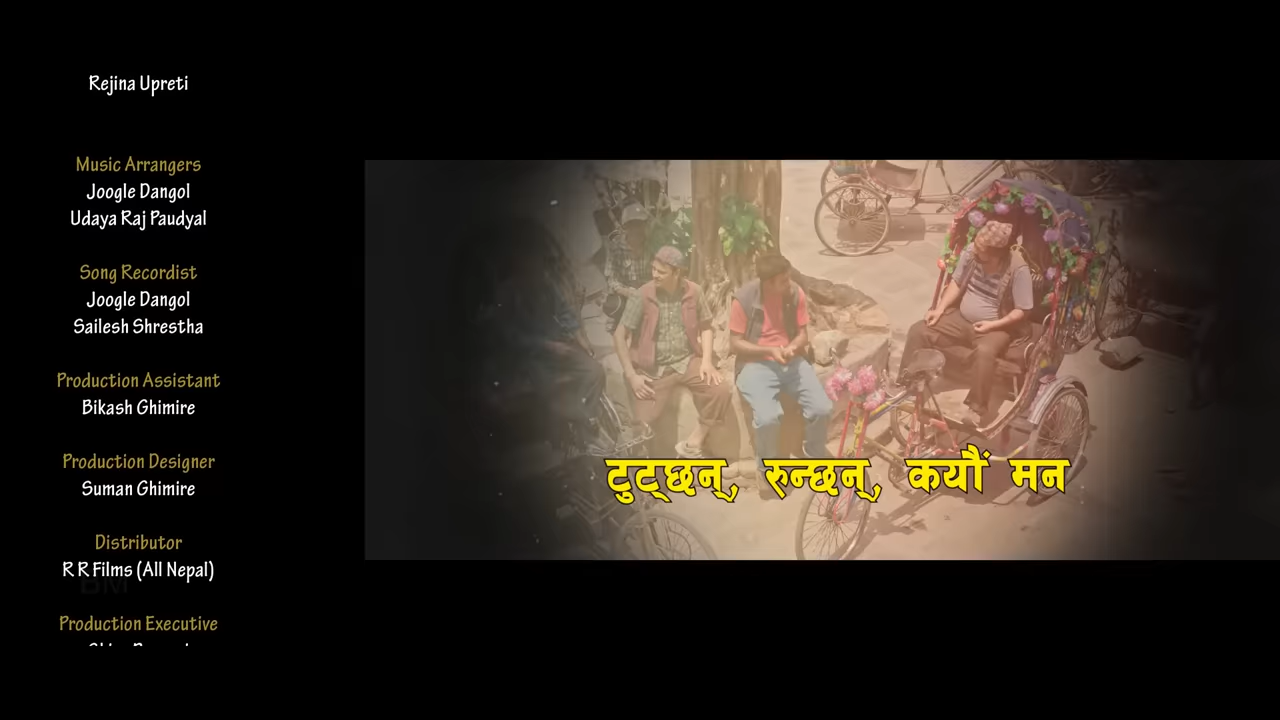 Rejina Upreti
Music Arrangers
Joogle Dangol
Udaya Raj Paudyal
Song Recordist
Joogle Dangol
Sailesh Shrestha
Production Assistant
Bikash Ghimire
Production Designer
Suman Ghimire
Distributor
R R Films (All Nepal)
BM
Production Executive
टुट्छन्, रुन्छन्, कयौं मन